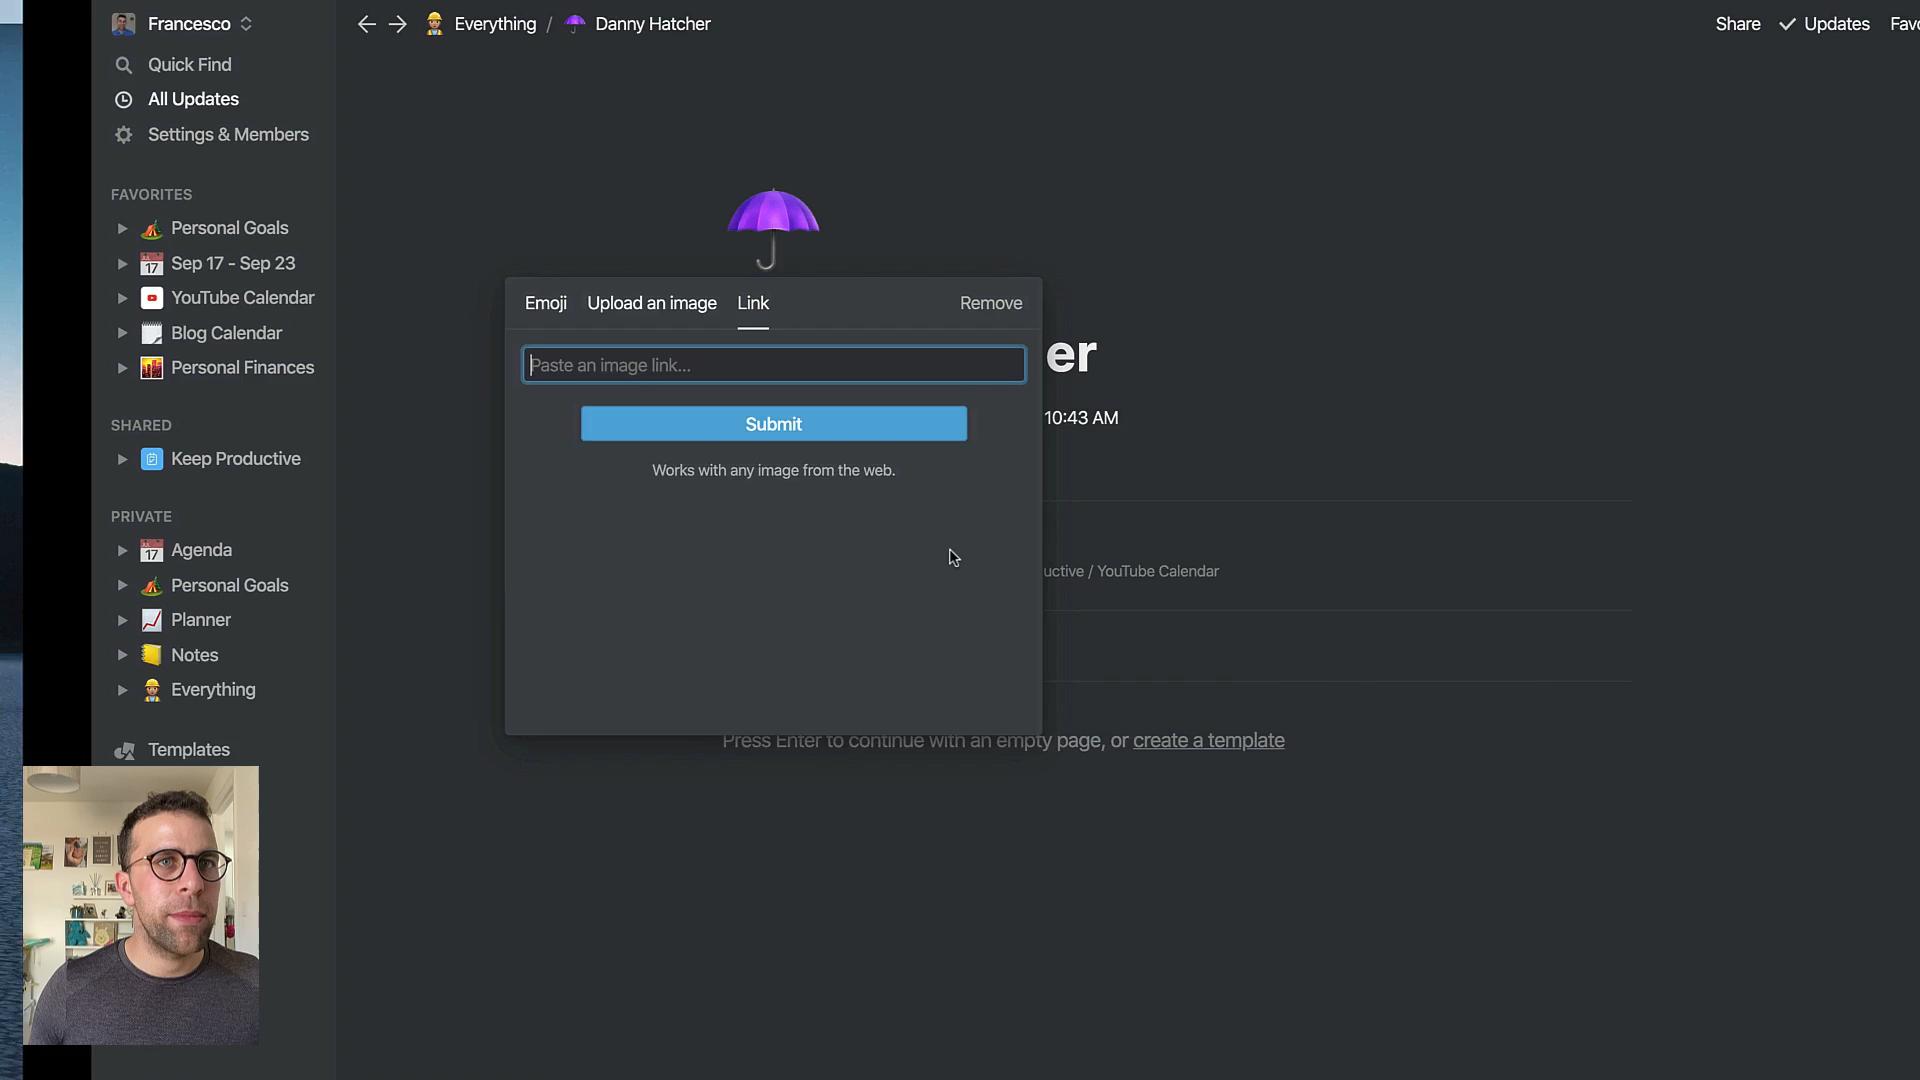 Francesco
Everything / Danny Hatcher
Share
Updates
Favo
Quick Find
All Updates
Settings & Members
FAVORITES
Personal Goals
Sep 17 - Sep 23
YouTube Calendar
Blog Calendar
Personal Finances
SHARED
Keep Productive
PRIVATE
Agenda
Personal Goals
Planner
Notes
Everything
Templates
Emoji
Upload an image
Link
Remove
Paste an image link...
Submit
Works with any image from the web.
er
10:43 AM
uctive / YouTube Calendar
Press Enter to continue with an empty page, or create a template